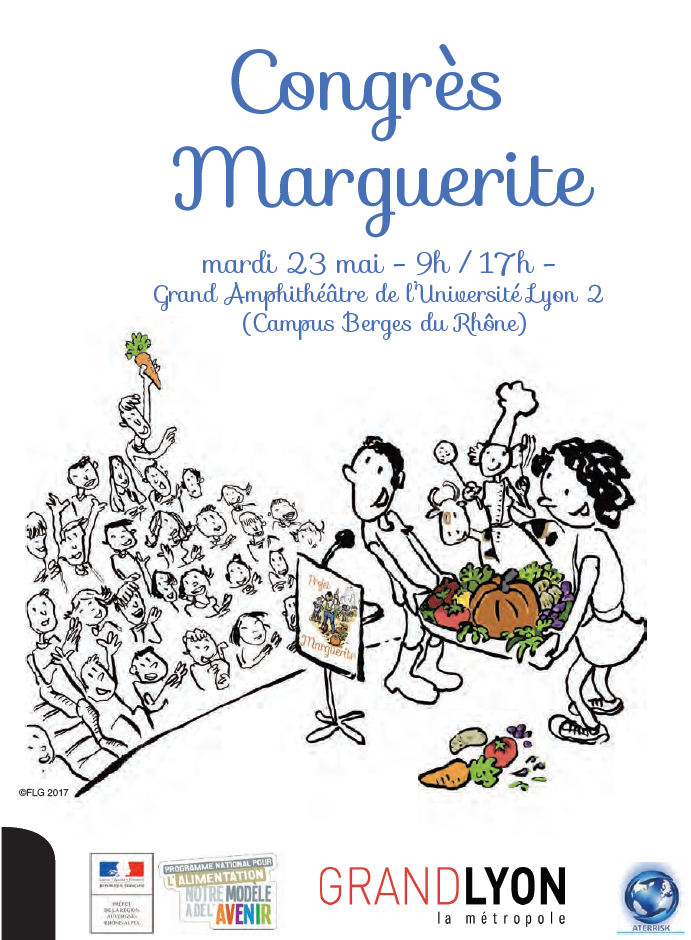 Congrès
Marguerite
mardi 23 mai - 9h / 17h -
Grand Amphithéâtre de l'Université Lyon 2
(Campus Berges du Rhône)
Projet
Marguerite
©FLG 2017
RÉPUBLIQUE FRANÇAISE
PRÉFET
DE LA RÉGION
AUVERGNE-
RHÔNE-ALPES
PROGRAMME NATIONAL POUR
L'ALIMENTATION
NOTRE MODÈLE
A DE L'AVENIR
GRANDLYON
la métropole
ATERRISK